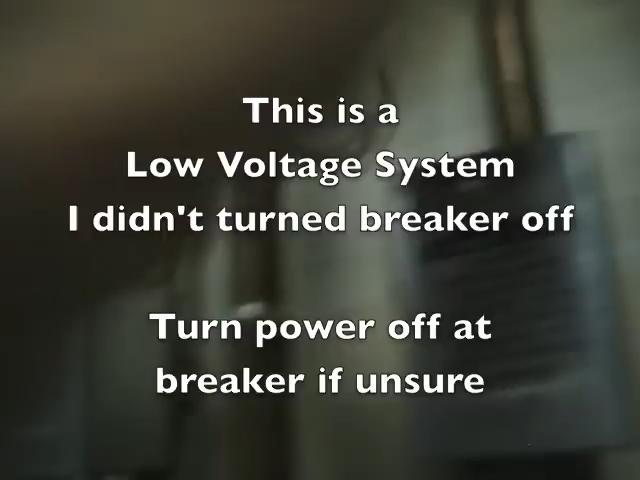 This is a
Low Voltage System
I didn't turned breaker off
Turn power off at
breaker if unsure